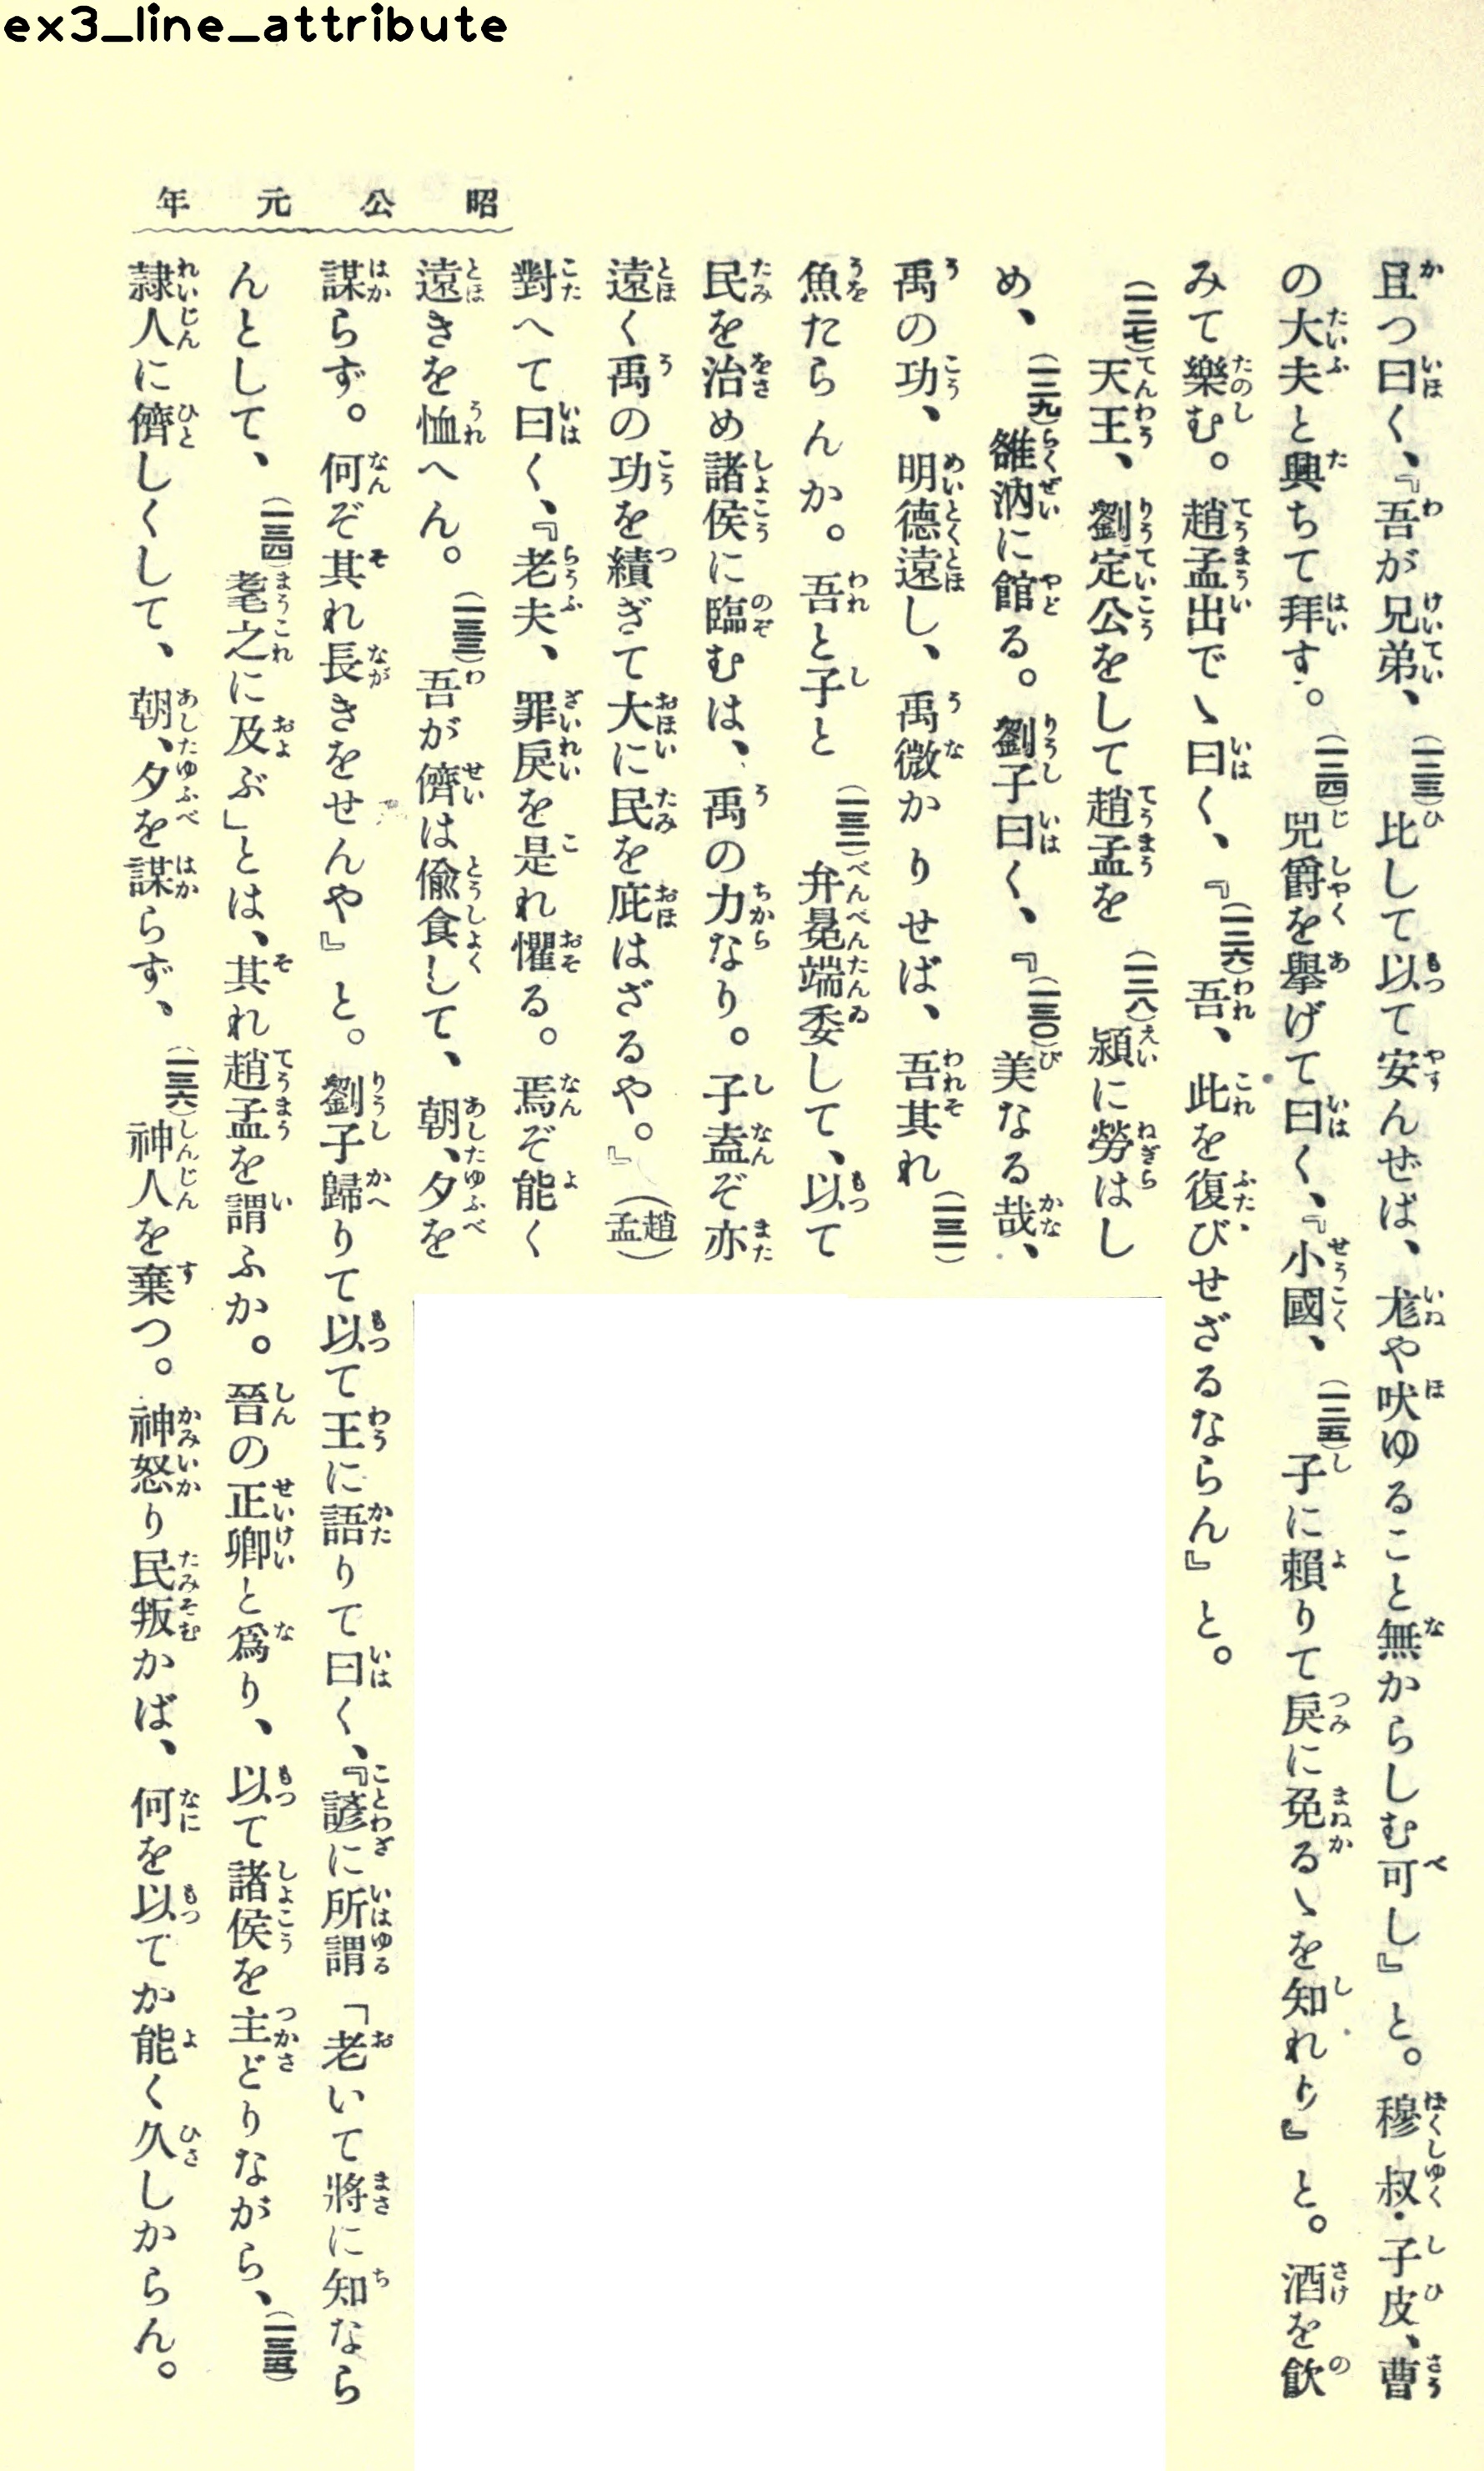 ex3_line_attribute
昭公元年
且つ曰く、『吾が兄弟、(一二三)比して以て安んぜば、尨や吠ゆること無からしむ可し』と。穆叔・子皮、曹
の大夫と興ちて拜す。(一二四)兕爵を擧げて曰く、『小國、(一二五)子に賴りて戾に免るゝを知れり』と。酒を飮
みて樂む。趙孟出でゝ曰く、『(一二六)吾、此を復びせざるならん』と。
(一二七)天王、劉定公をして趙孟を(一二八)潁に勞はし
め、(一二九)雒汭に館る。劉子曰く、『(一三〇)美なる哉、
禹の功、明德遠し、禹微かりせば、吾其れ(一三一)
魚たらんか。吾と子と(一三二)弁冕端委して、以て
民を治め諸侯に臨むは、禹の力なり。子盍ぞ亦
遠く禹の功を績ぎて大に民を庇はざるや。』(趙孟)
對へて曰く、『老夫、罪戾を是れ懼る。焉ぞ能く
遠きを恤へん。(一三三)吾が儕は偸食して、朝、夕を
謀らず。何ぞ其れ長きをせんや』と。劉子歸りて以て王に語りて曰く、『諺に所謂「老いて將に知なら
んとして、(一三四)耄之に及ぶ」とは、其れ趙孟を謂ふか。晉の正卿と爲り、以て諸侯を主どりながら、(一三五)
隷人に儕しくして、朝、夕を謀らず、(一三六)神人を棄つ。神怒り民叛かば、何を以てか能く久しからん。